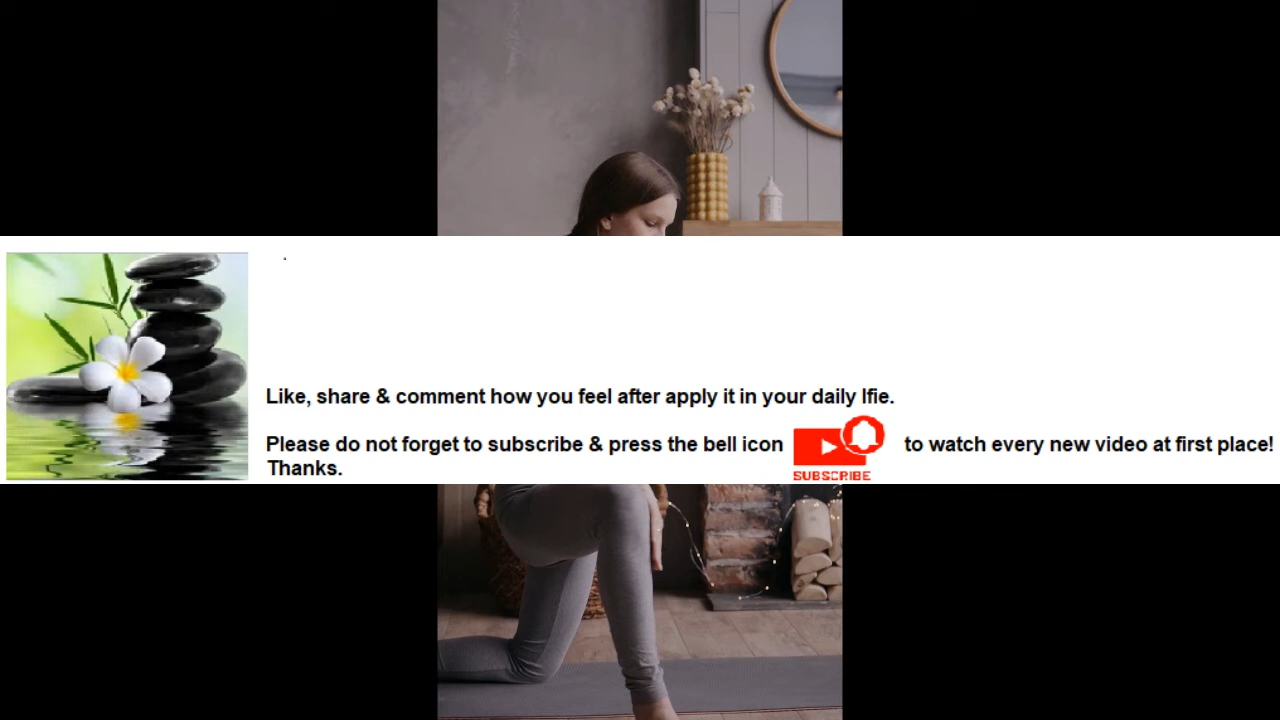 .
Like, share & comment how you feel after apply it in your daily lfie.
Please do not forget to subscribe & press the bell icon SUBSCRIBE to watch every new video at first place!
Thanks.